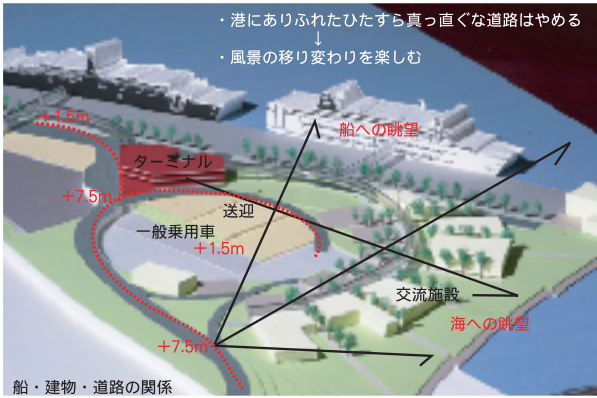 ・港にありふれたひたすら真っ直ぐな道路はやめる
↓
・風景の移り変わりを楽しむ
+1.5m
船への眺望
ターミナル
+7.5m
送迎
一般乗用車
+1.5m
交流施設
海への眺望
+7.5m
船・建物・道路の関係